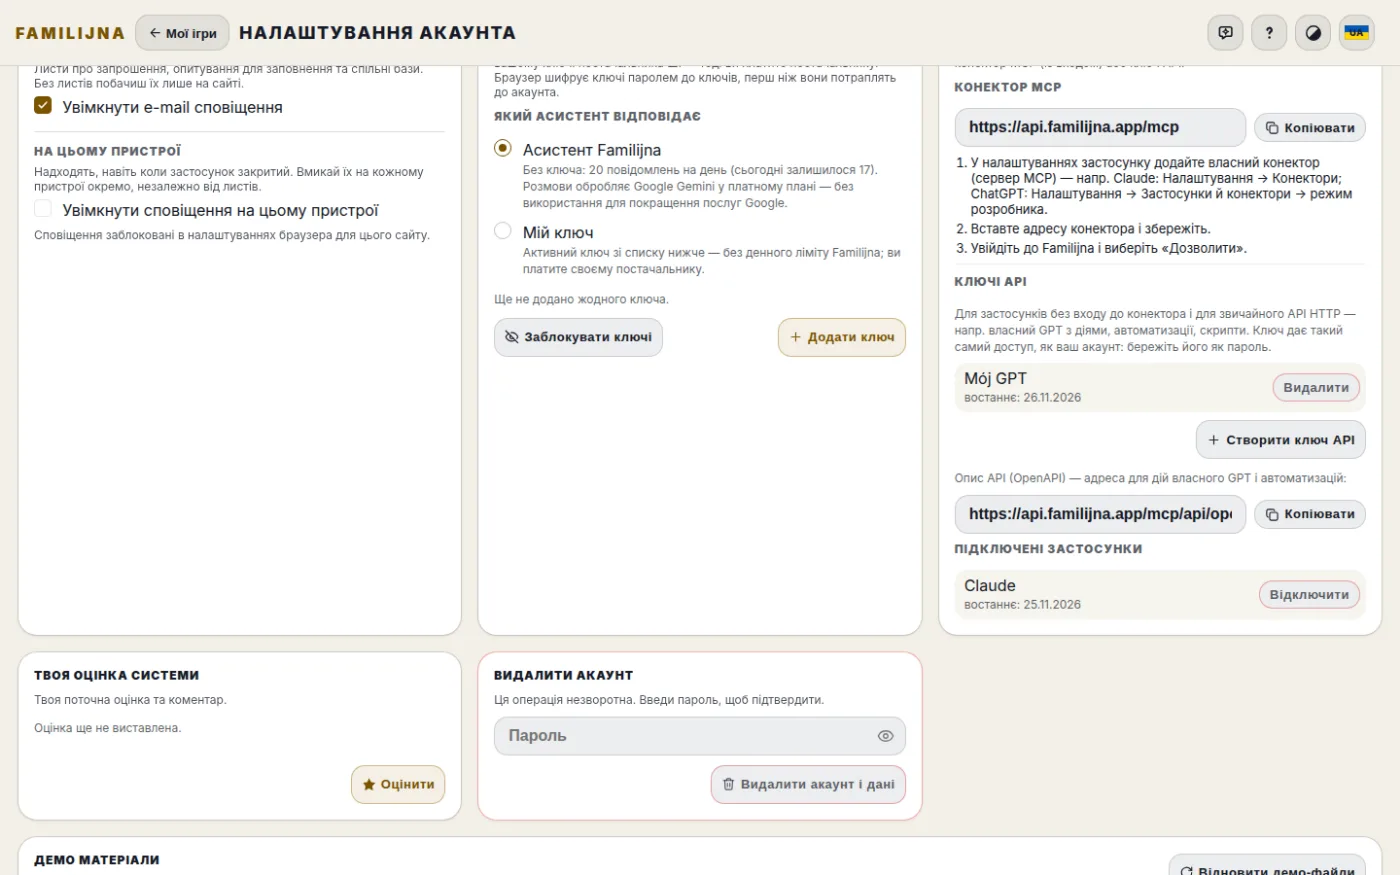 FAMILIJNA
← Мої ігри
НАЛАШТУВАННЯ АКАУНТА
?
UA
Листи про запрошення, опитування для заповнення та спільні бази.
Без листів побачиш їх лише на сайті.
Увімкнути e-mail сповіщення
НА ЦЬОМУ ПРИСТРОЇ
Надходять, навіть коли застосунок закритий. Вмикай їх на кожному
пристрої окремо, незалежно від листів.
Увімкнути сповіщення на цьому пристрої
Сповіщення заблоковані в налаштуваннях браузера для цього сайту.
Браузер шифрує ключі паролем до ключів, перш ніж вони потраплять
до акаунта.
ЯКИЙ АСИСТЕНТ ВІДПОВІДАЄ
Асистент Familijna
Без ключа: 20 повідомлень на день (сьогодні залишилося 17).
Розмови обробляє Google Gemini у платному плані — без
використання для покращення послуг Google.
Мій ключ
Активний ключ зі списку нижче — без денного ліміту Familijna; ви
платите своєму постачальнику.
Ще не додано жодного ключа.
Заблокувати ключі
+ Додати ключ
КОНЕКТОР MCP
https://api.familijna.app/mcp
Копіювати
1. У налаштуваннях застосунку додайте власний конектор
(сервер MCP) — напр. Claude: Налаштування → Конектори;
ChatGPT: Налаштування → Застосунки й конектори → режим
розробника.
2. Вставте адресу конектора і збережіть.
3. Увійдіть до Familijna і виберіть «Дозволити».
КЛЮЧІ API
Для застосунків без входу до конектора і для звичайного API HTTP —
напр. власний GPT з діями, автоматизації, скрипти. Ключ дає такий
самий доступ, як ваш акаунт: бережіть його як пароль.
Mój GPT
востаннє: 26.11.2026
Видалити
+ Створити ключ API
Опис API (OpenAPI) — адреса для дій власного GPT і автоматизацій:
https://api.familijna.app/mcp/api/ope
Копіювати
ПІДКЛЮЧЕНІ ЗАСТОСУНКИ
Claude
востаннє: 25.11.2026
Відключити
ТВОЯ ОЦІНКА СИСТЕМИ
Твоя поточна оцінка та коментар.
Оцінка ще не виставлена.
Оцінити
ВИДАЛИТИ АКАУНТ
Ця операція незворотна. Введи пароль, щоб підтвердити.
Пароль
Видалити акаунт і дані
ДЕМО МАТЕРІАЛИ
Відновити демо-файли